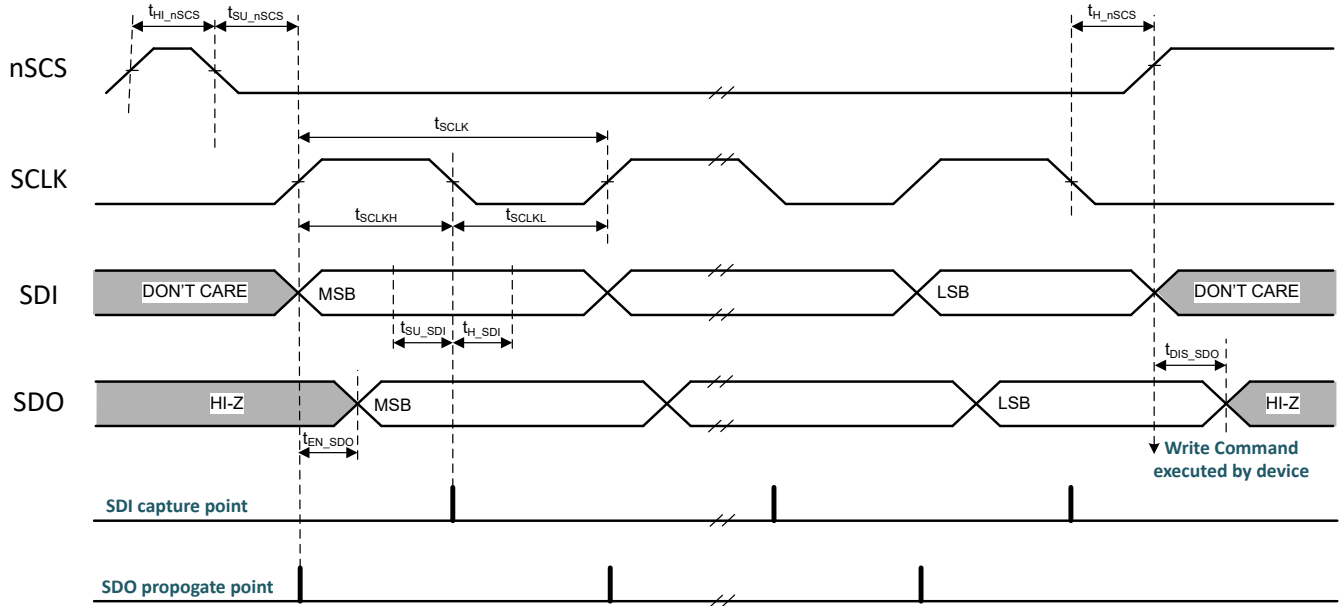 tHI_nSCS
tSU_nSCS
tH_nSCS
nSCS
tSCLK
SCLK
tSCLKH
tSCLKL
SDI
DON'T CARE
MSB
LSB
DON'T CARE
tSU_SDI
tH_SDI
tDIS_SDO
SDO
HI-Z
MSB
LSB
HI-Z
tEN_SDO
Write Command
executed by device
SDI capture point
SDO propogate point